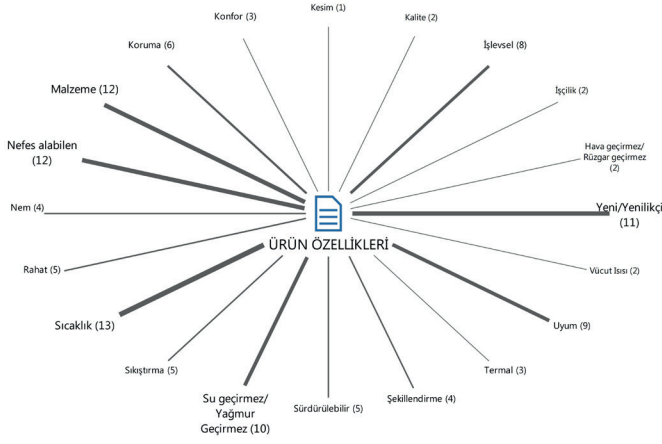 Kesim (1)
Konfor (3)
Kalite (2)
Koruma (6)
İşlevsel (8)
Malzeme (12)
İşçilik (2)
Nefes alabilen
(12)
Hava geçirmez/
Rüzgar geçirmez
(2)
Nem (4)
Yeni/Yenilikçi
(11)
ÜRÜN ÖZELLİKLERİ
Rahat (5)
Vücut Isısı (2)
Sıcaklık (13)
Uyum (9)
Sıkıştırma (5)
Termal (3)
Su geçirmez/
Yağmur
Geçirmez (10)
Sürdürülebilir (5)
Şekillendirme (4)